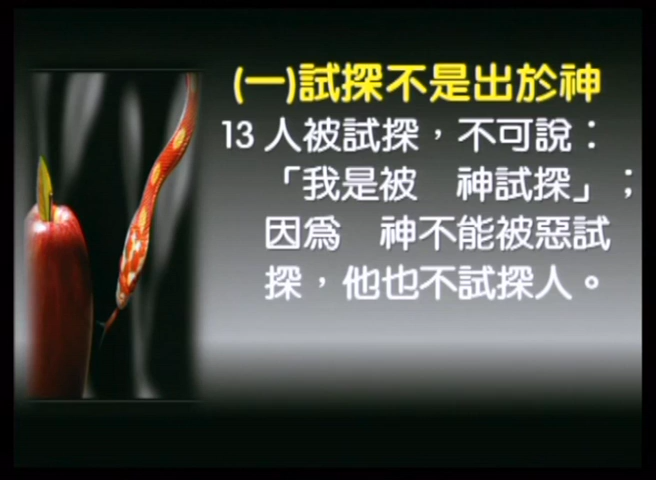 (一)試探不是出於神
13 人被試探，不可說：
「我是被　神試探」；
因為　神不能被惡試
探，他也不試探人。